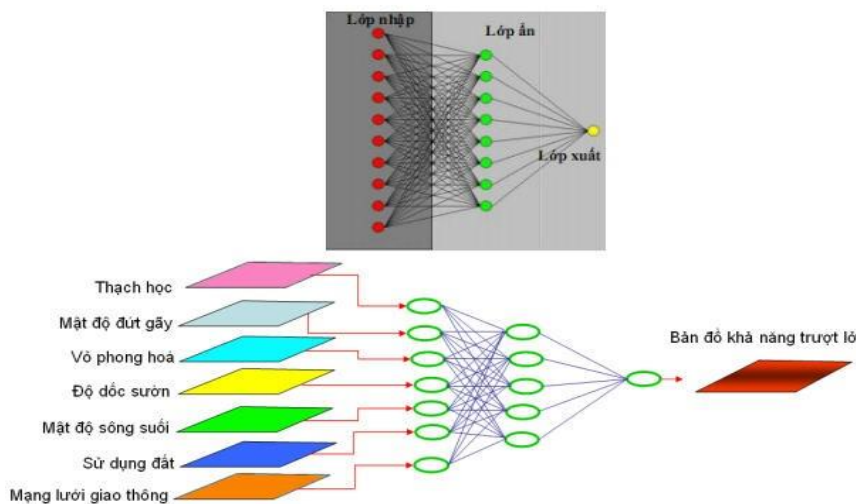 Lớp nhập
Lớp ẩn
Lớp xuất
Thạch học
Mật độ đứt gãy
Vỏ phong hoá
Độ dốc sườn
Mật độ sông suối
Sử dụng đất
Mạng lưới giao thông
Bản đồ khả năng trượt lở